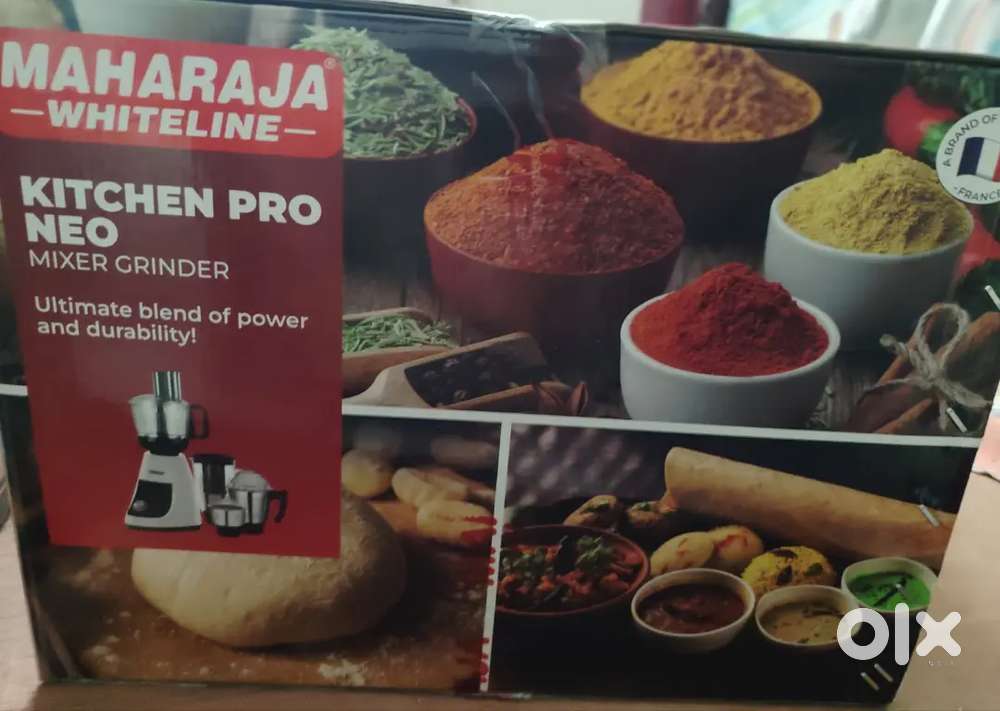 MAHARAJA®
—WHITELINE—
KITCHEN PRO
NEO
MIXER GRINDER
Ultimate blend of power
and durability!
A BRAND OF
FRANCE
olx